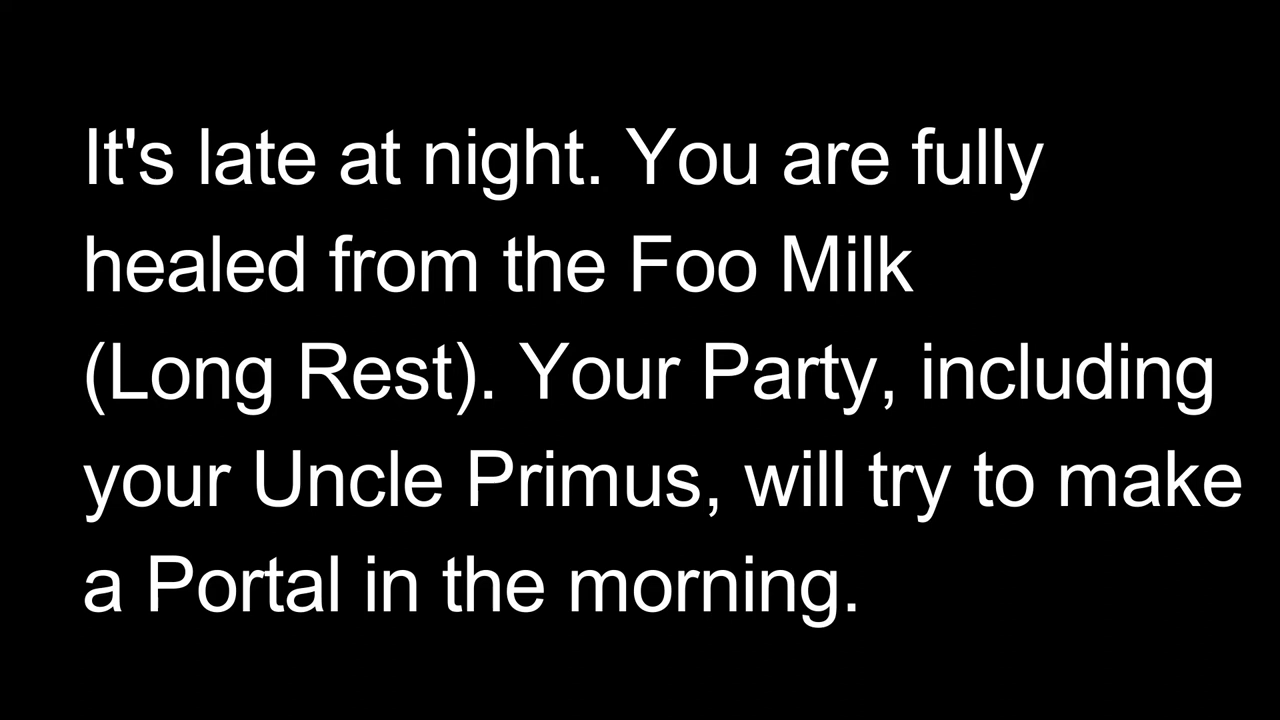 It's late at night. You are fully
healed from the Foo Milk
(Long Rest). Your Party, including
your Uncle Primus, will try to make
a Portal in the morning.